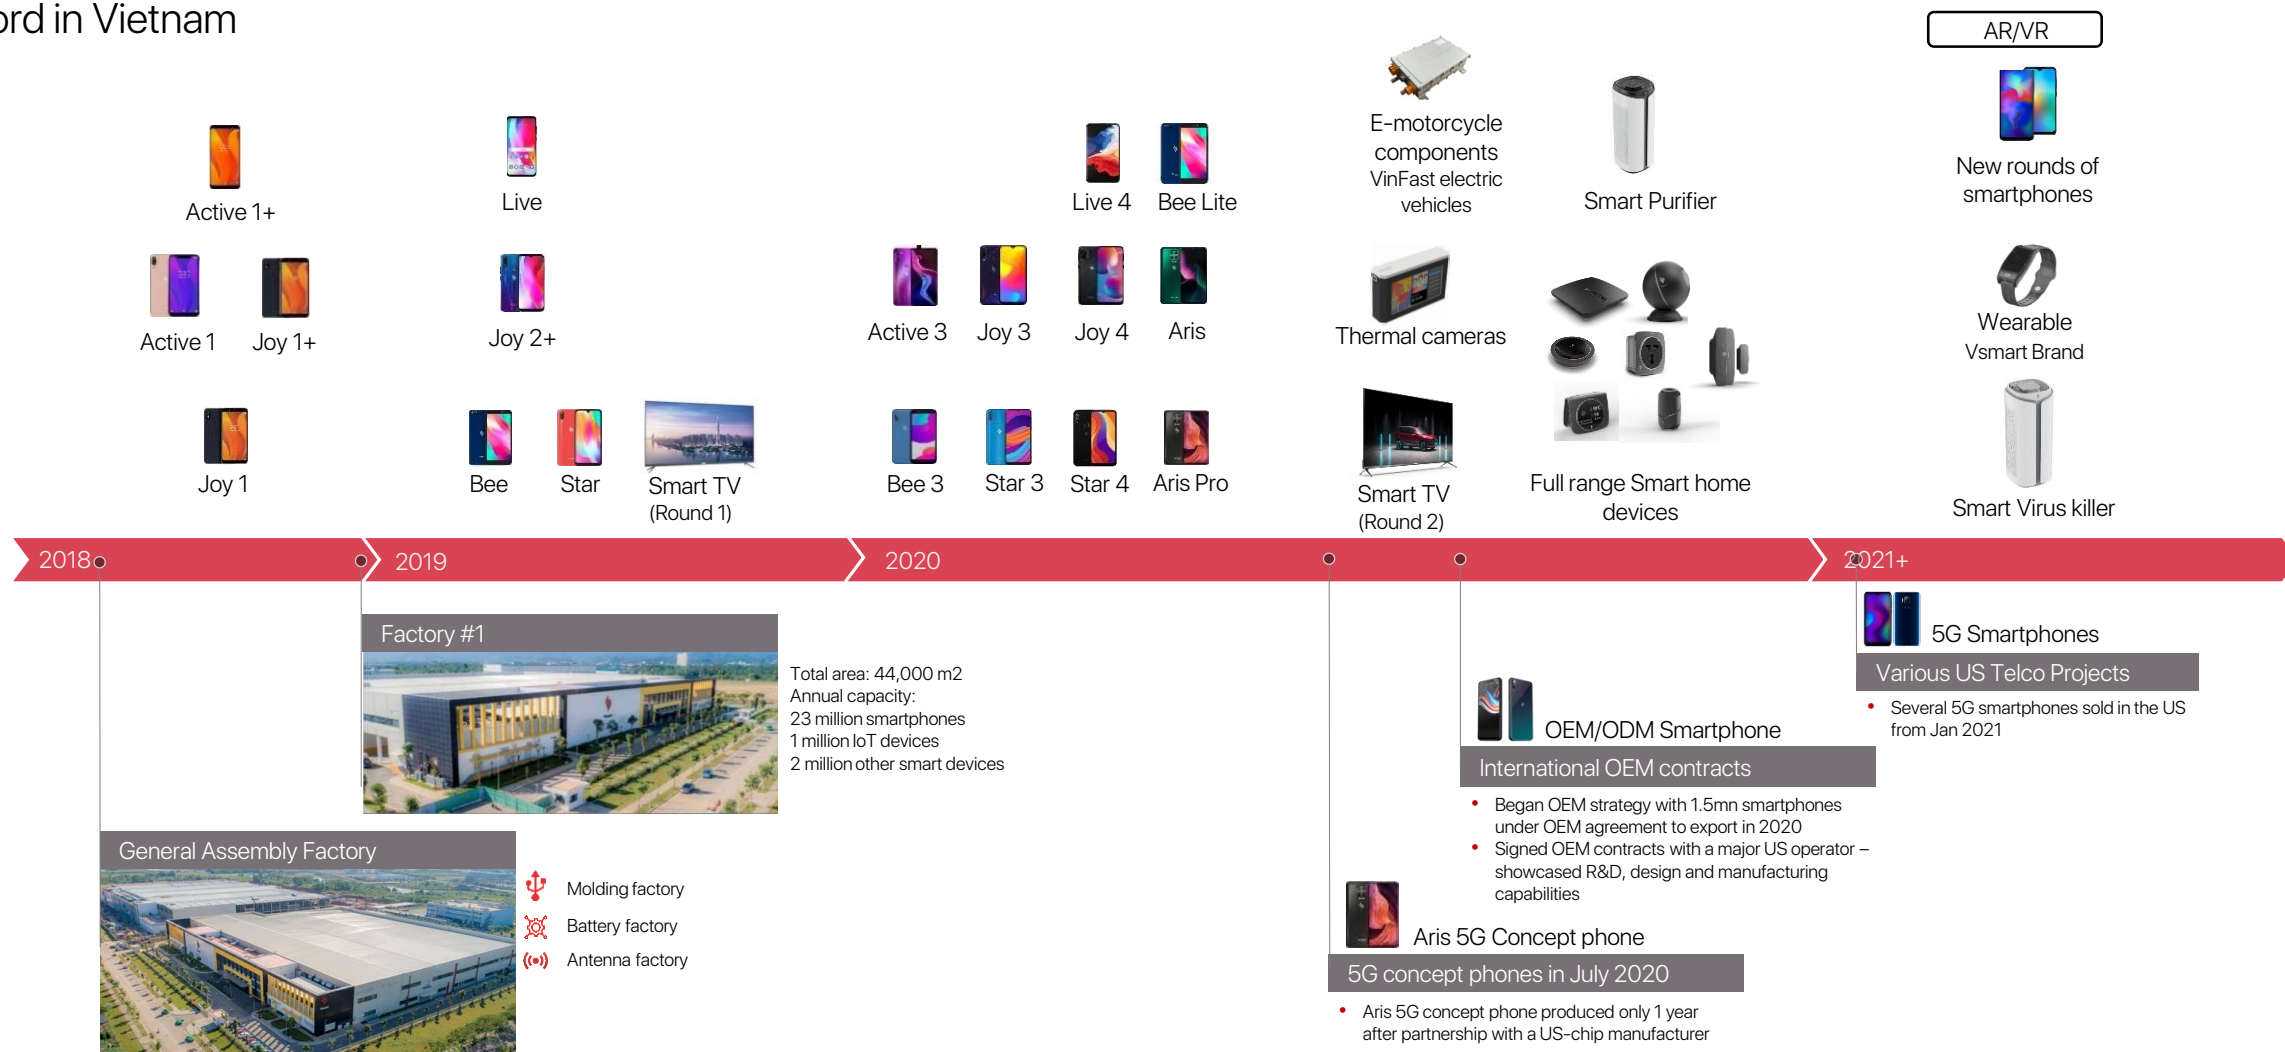 ord in Vietnam
AR/VR
Active 1+
Live
Live 4
Bee Lite
E-motorcycle
components
VinFast electric
vehicles
Smart Purifier
New rounds of
smartphones
Active 1
Joy 1+
Joy 2+
Active 3
Joy 3
Joy 4
Aris
Thermal cameras
Wearable
Vsmart Brand
Joy 1
Bee
Star
Smart TV
(Round 1)
Bee 3
Star 3
Star 4
Aris Pro
Smart TV
(Round 2)
Full range Smart home
devices
Smart Virus killer
2018
2019
2020
2021+
Factory #1
Total area: 44,000 m2
Annual capacity:
23 million smartphones
1 million IoT devices
2 million other smart devices
General Assembly Factory
Molding factory
Battery factory
Antenna factory
5G Smartphones
Various US Telco Projects
• Several 5G smartphones sold in the US
from Jan 2021
OEM/ODM Smartphone
International OEM contracts
• Began OEM strategy with 1.5mn smartphones
under OEM agreement to export in 2020
• Signed OEM contracts with a major US operator –
showcased R&D, design and manufacturing
capabilities
Aris 5G Concept phone
5G concept phones in July 2020
• Aris 5G concept phone produced only 1 year
after partnership with a US-chip manufacturer